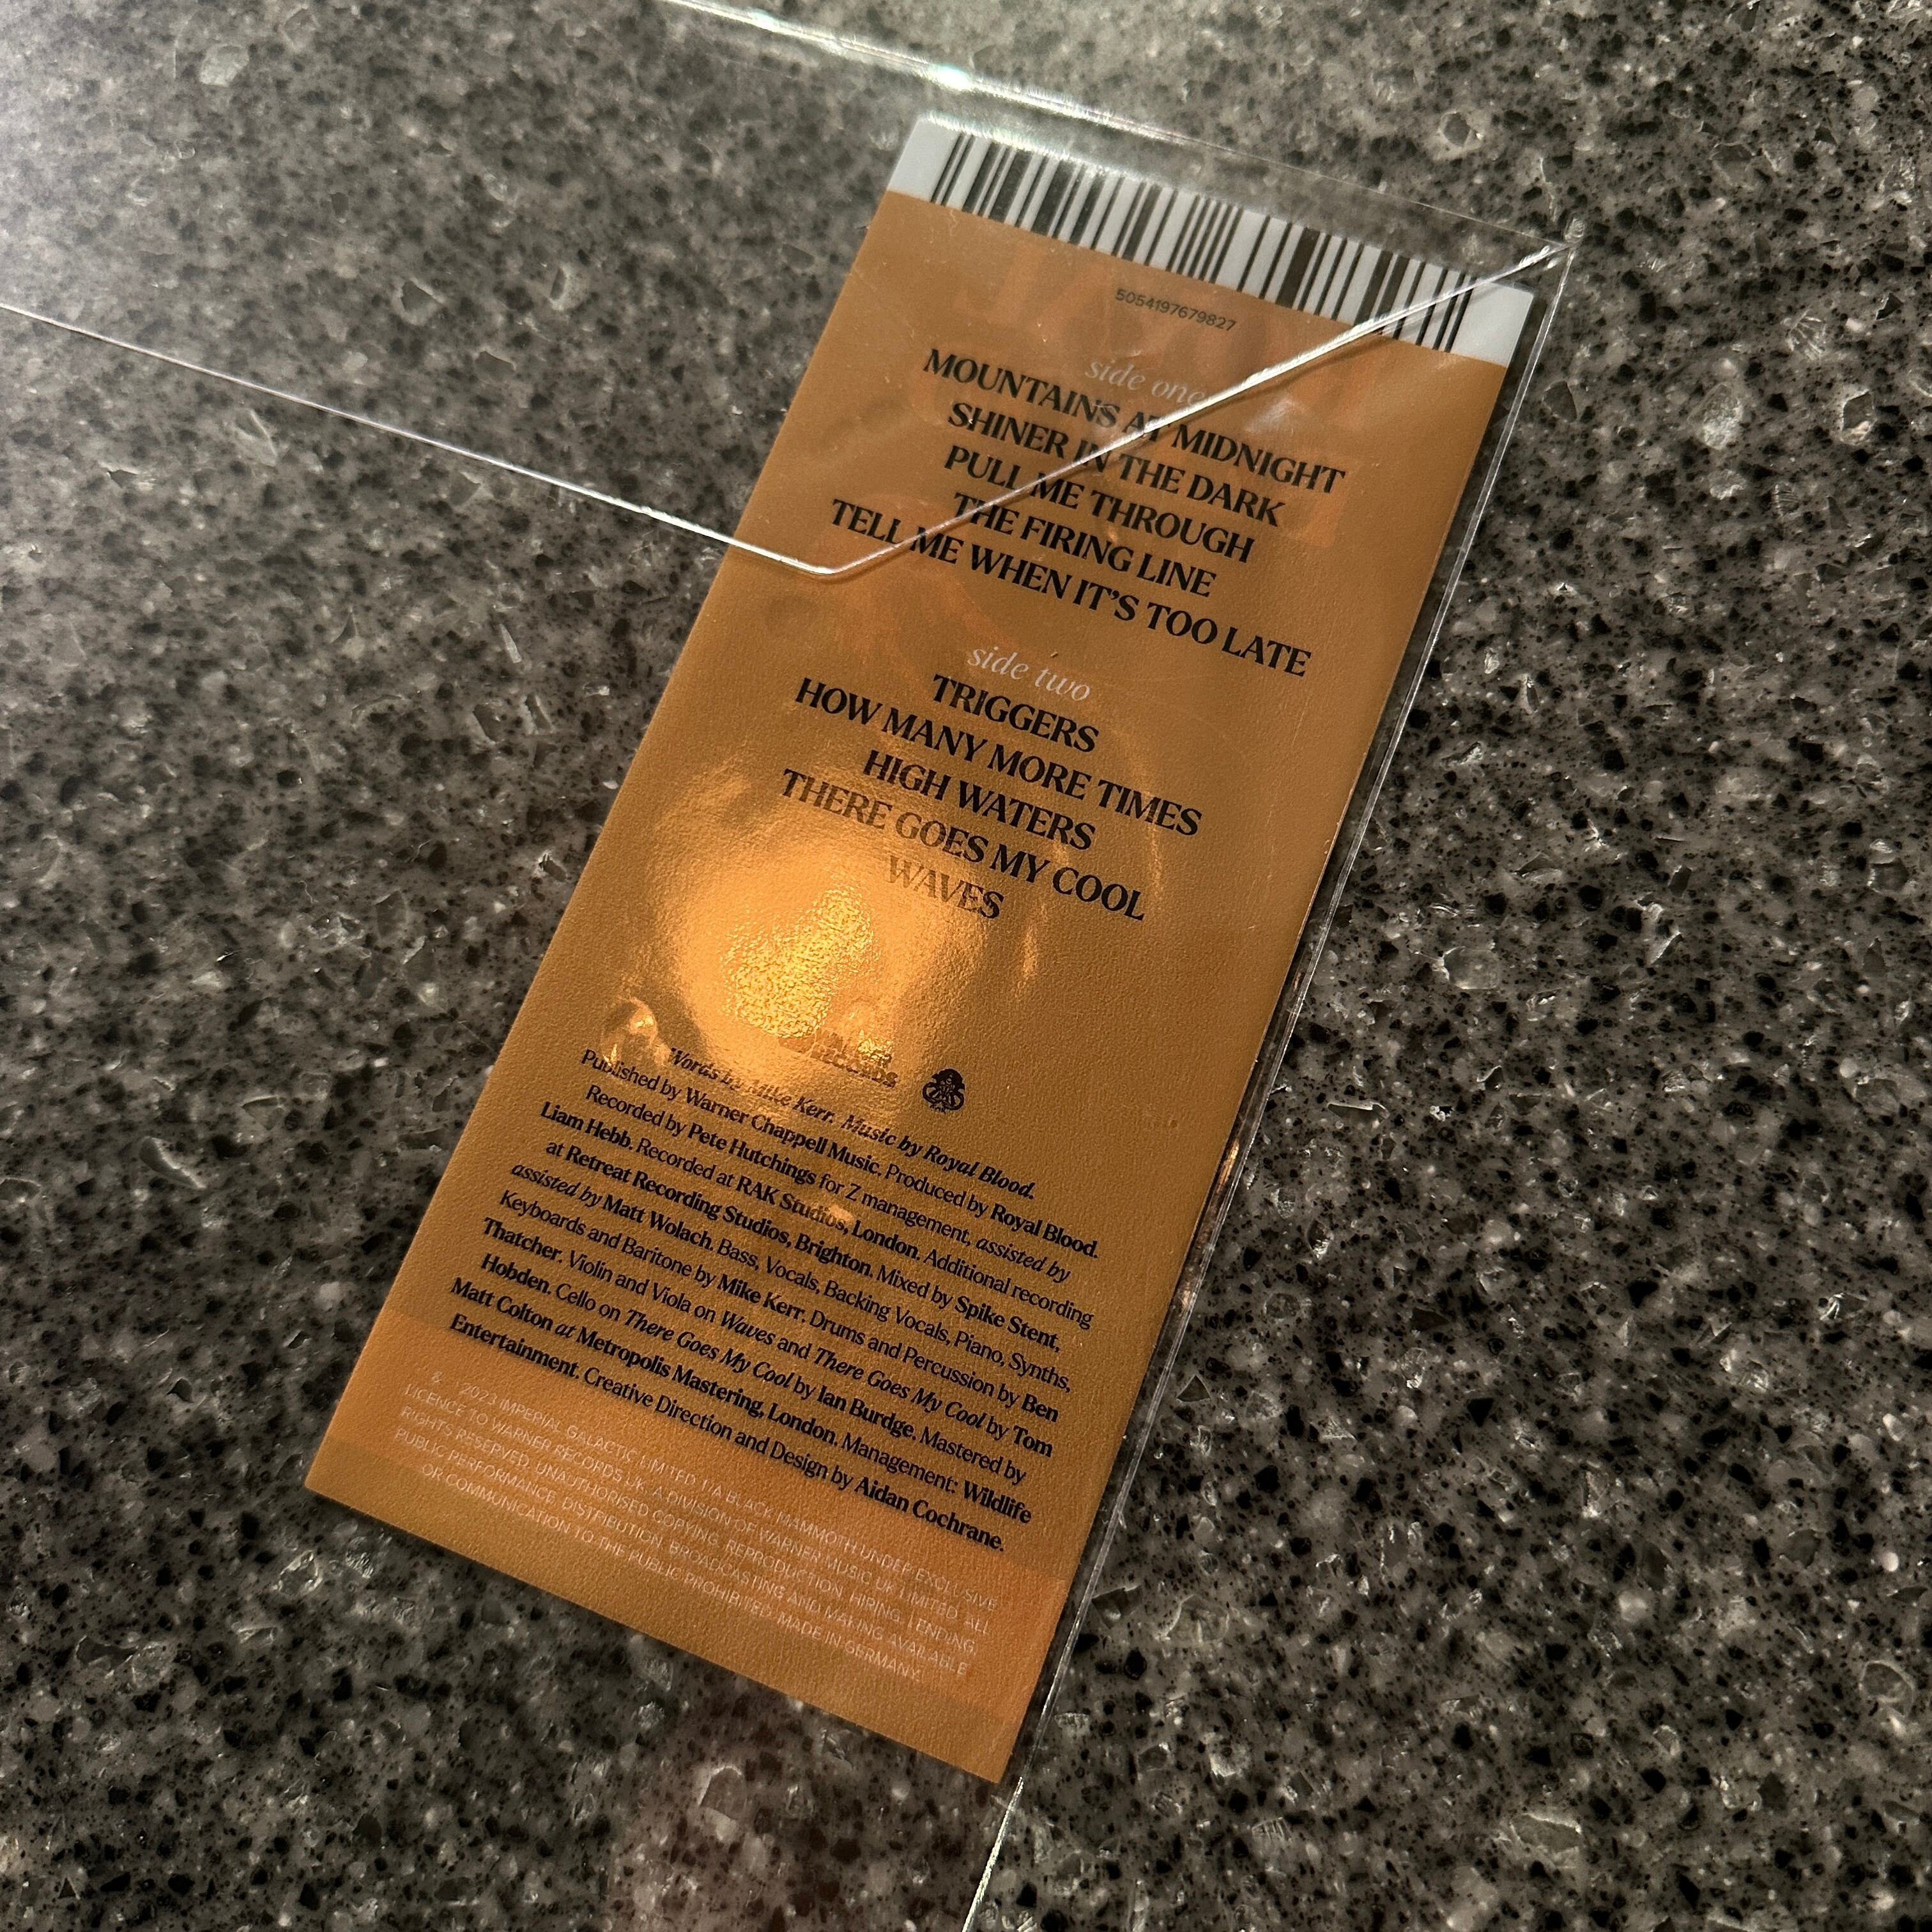 5054197679827
side one
MOUNTAINS AT MIDNIGHT
SHINER IN THE DARK
PULL ME THROUGH
THE FIRING LINE
TELL ME WHEN IT'S TOO LATE
side two
TRIGGERS
HOW MANY MORE TIMES
HIGH WATERS
THERE GOES MY COOL
WAVES
Words by Mike Kerr. Music by Royal Blood.
Published by Warner Chappell Music. Produced by Royal Blood.
Recorded by Pete Hutchings for Z management, assisted by
Liam Hebb. Recorded at RAK Studios, London. Additional recording
at Retreat Recording Studios, Brighton. Mixed by Spike Stent,
assisted by Matt Wolach. Bass, Vocals, Backing Vocals, Piano, Synths,
Keyboards and Baritone by Mike Kerr. Drums and Percussion by Ben
Thatcher. Violin and Viola on Waves and There Goes My Cool by Tom
Hobden. Cello on There Goes My Cool by Ian Burdge. Mastered by
Matt Colton at Metropolis Mastering, London. Management: Wildlife
Entertainment. Creative Direction and Design by Aidan Cochrane.
& 2023 IMPERIAL GALACTIC LIMITED T/A BLACK MAMMOTH UNDER EXCLUSIVE
LICENCE TO WARNER RECORDS UK, A DIVISION OF WARNER MUSIC UK LIMITED. ALL
RIGHTS RESERVED. UNAUTHORISED COPYING, REPRODUCTION, HIRING, LENDING,
PUBLIC PERFORMANCE, DISTRIBUTION, BROADCASTING AND MAKING AVAILABLE
OR COMMUNICATION TO THE PUBLIC PROHIBITED. MADE IN GERMANY.